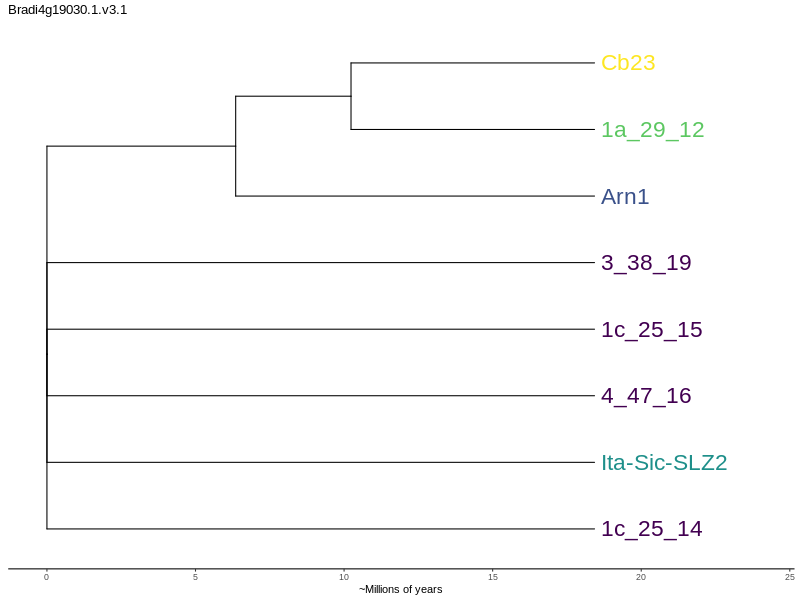 Bradi4g19030.1.v3.1
Cb23
1a_29_12
Arn1
3_38_19
1c_25_15
4_47_16
Ita-Sic-SLZ2
1c_25_14
0 5 10 15 20 25
~Millions of years